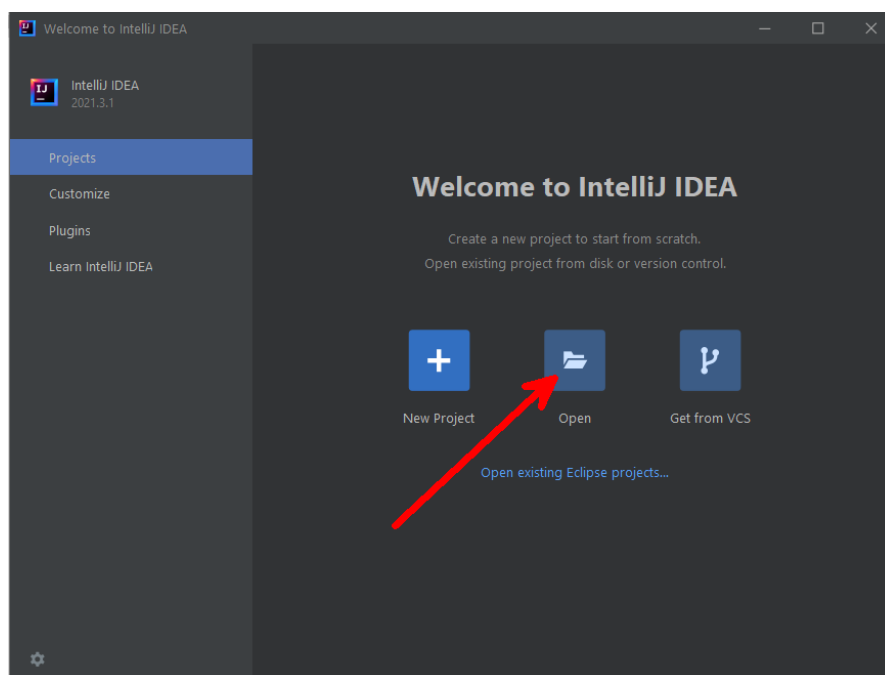 Welcome to IntelliJ IDEA
IJ
IntelliJ IDEA
2021.3.1
Projects
Customize
Plugins
Learn IntelliJ IDEA
Welcome to IntelliJ IDEA
Create a new project to start from scratch.
Open existing project from disk or version control.
New Project
Open
Get from VCS
Open existing Eclipse projects...